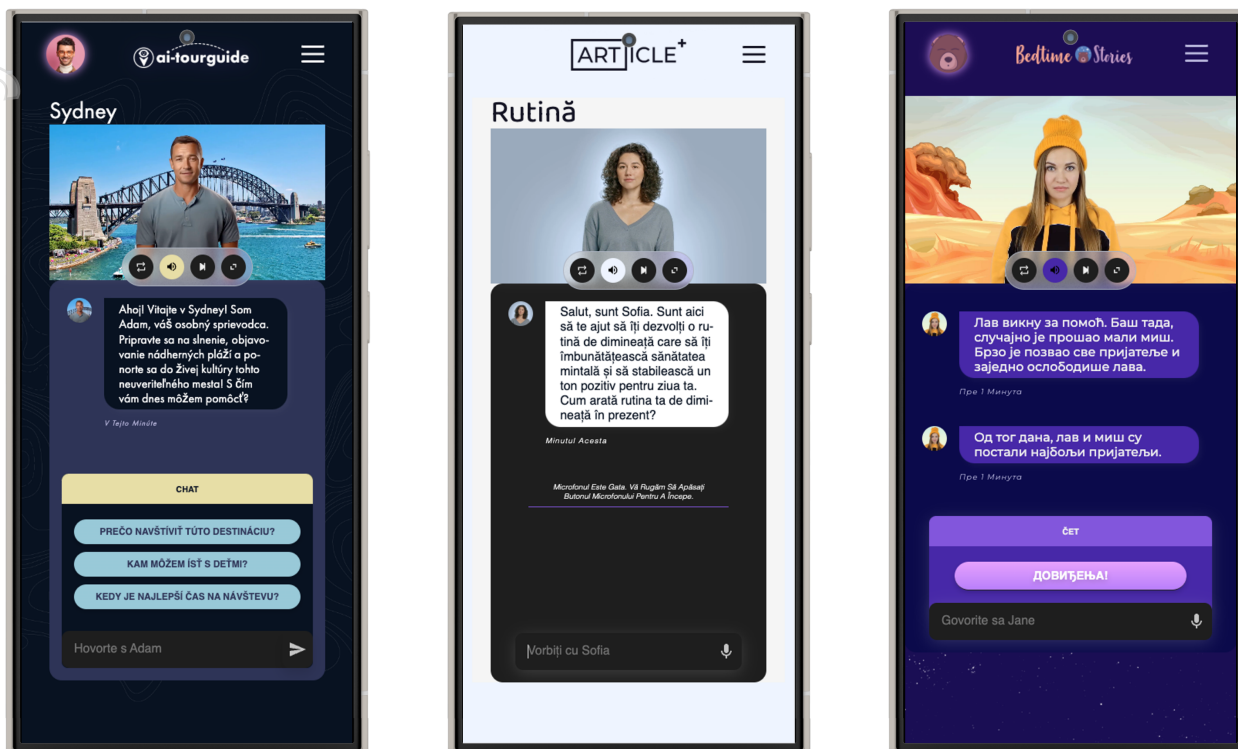 ai-tourguide
Sydney
Ahoj! Vitajte v Sydney! Som
Adam, váš osobný sprievodca.
Pripravte sa na slnenie, objavo-
vanie nádherných pláží a po-
norte sa do živej kultúry tohto
neuveriteľného mesta! S čím
vám dnes môžem pomôcť?
V Tejto Minúte
CHAT
PREČO NAVŠTÍVIŤ TÚTO DESTINÁCIU?
KAM MÔŽEM ÍSŤ S DEŤMI?
KEDY JE NAJLEPŠÍ ČAS NA NÁVŠTEVU?
Hovorte s Adam
ARTICLE+
Rutină
Salut, sunt Sofia. Sunt aici
să te ajut să îți dezvolți o ru-
tină de dimineață care să îți
îmbunătățească sănătatea
mintală și să stabilească un
ton pozitiv pentru ziua ta.
Cum arată rutina ta de dimi-
neață în prezent?
Minutul Acesta
Microfonul Este Gata. Vă Rugăm Să Apăsați
Butonul Microfonului Pentru A Începe.
Vorbiți cu Sofia
Bedtime Stories
Лав викну за помоћ. Баш тада,
случајно је прошао мали миш.
Брзо је позвао све пријатеље и
заједно ослободише лава.
Пре 1 Минута
Од тог дана, лав и миш су
постали најбољи пријатељи.
Пре 1 Минута
ČET
ДОВИЂЕЊА!
Govorite sa Jane